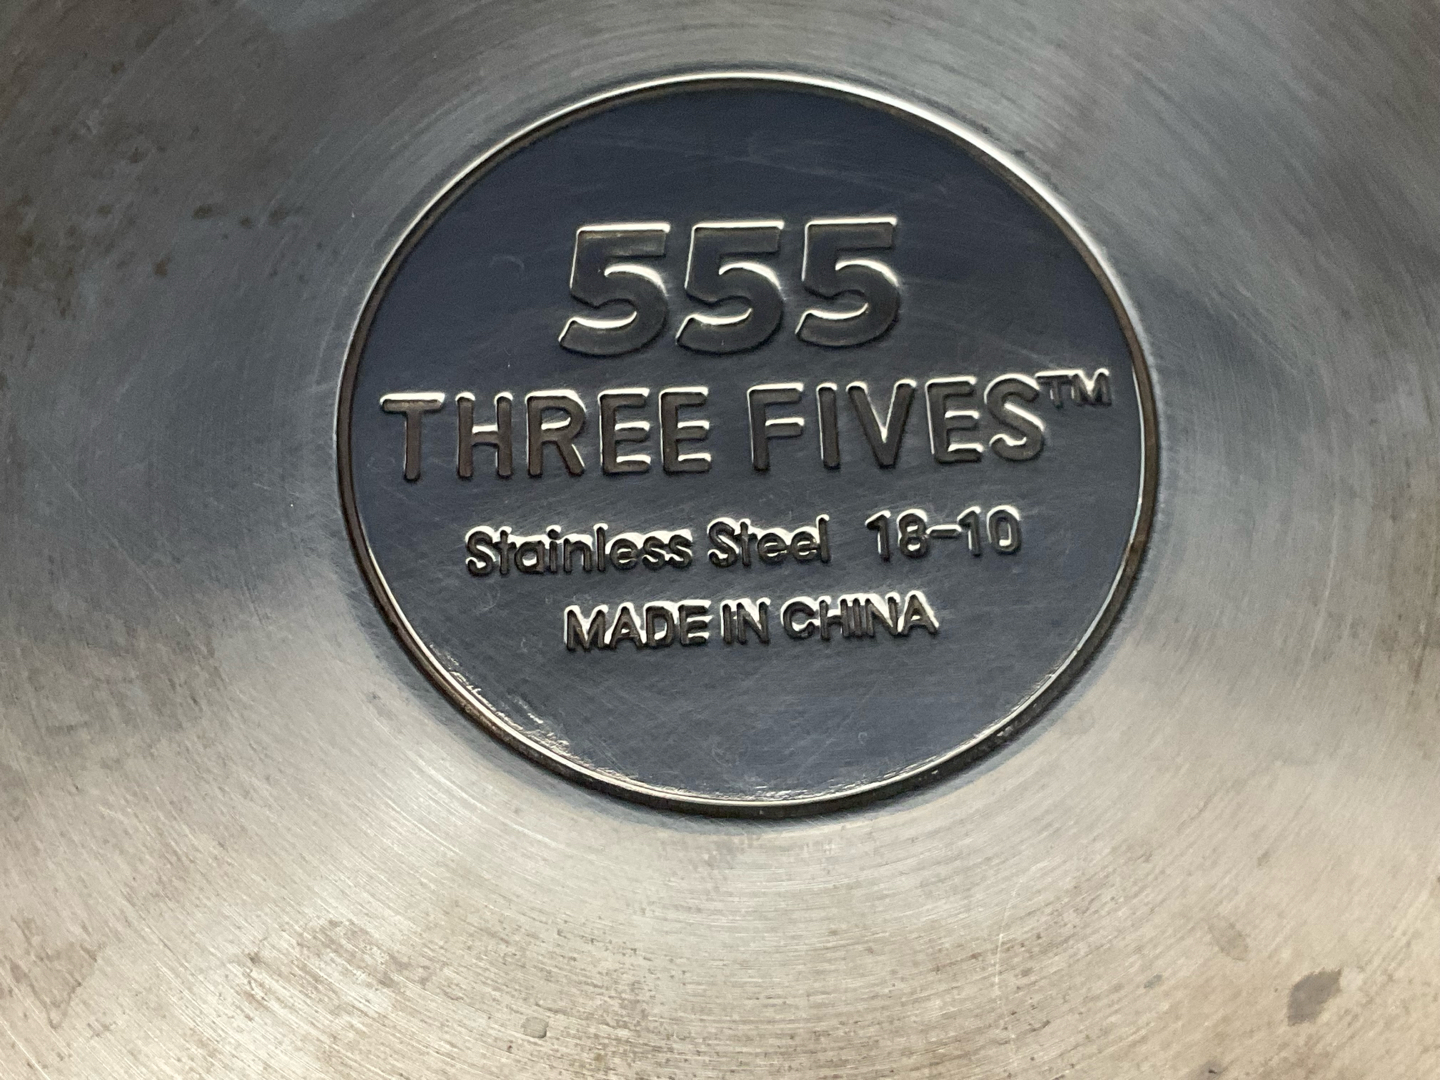 555
THREE FIVES™
Stainless Steel 18-10
MADE IN CHINA